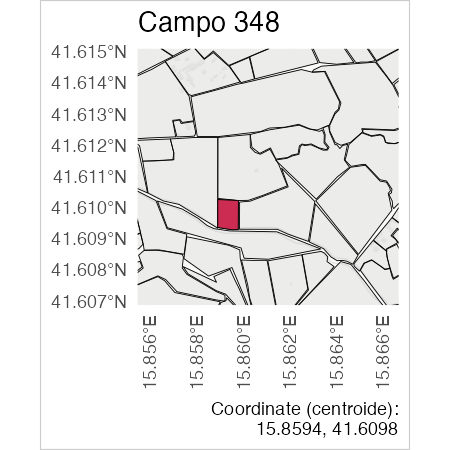 Campo 348
41.615°N
41.614°N
41.613°N
41.612°N
41.611°N
41.610°N
41.609°N
41.608°N
41.607°N
15.856°E
15.858°E
15.860°E
15.862°E
15.864°E
15.866°E
Coordinate (centroide):
15.8594, 41.6098